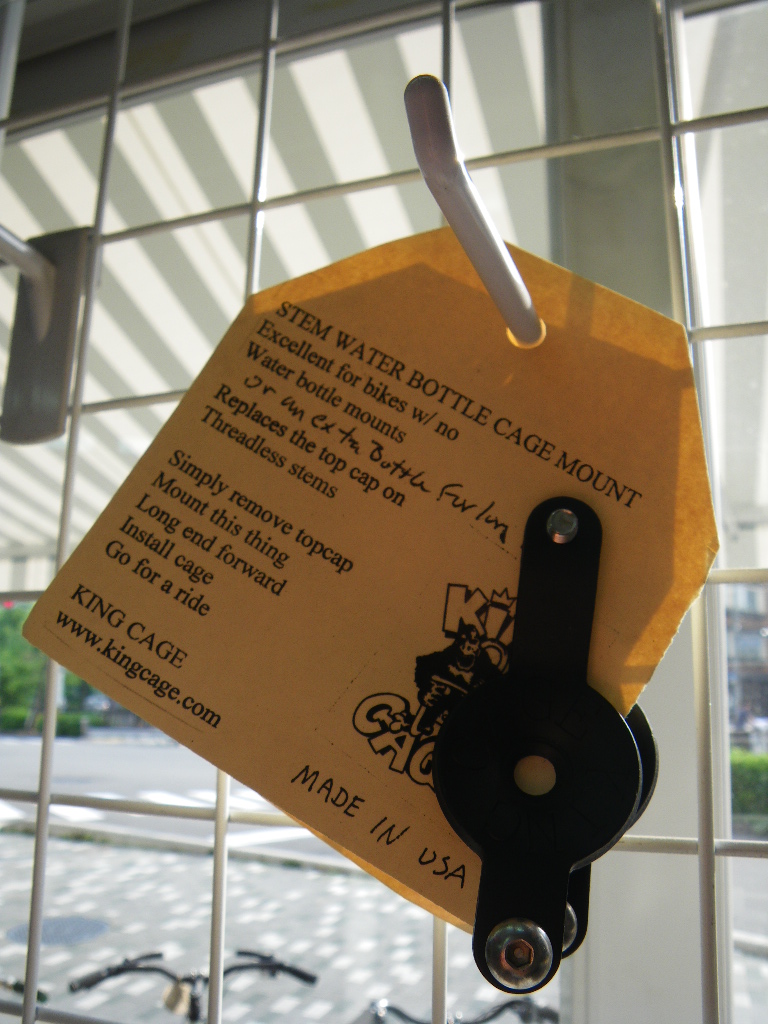 STEM WATER BOTTLE CAGE MOUNT
Excellent for bikes w/ no
Water bottle mounts
or an extra Bottle For long
Replaces the top cap on
Threadless stems
Simply remove topcap
Mount this thing
Long end forward
Install cage
Go for a ride
KING CAGE
www.kingcage.com
KiN
CAG
MADE IN USA